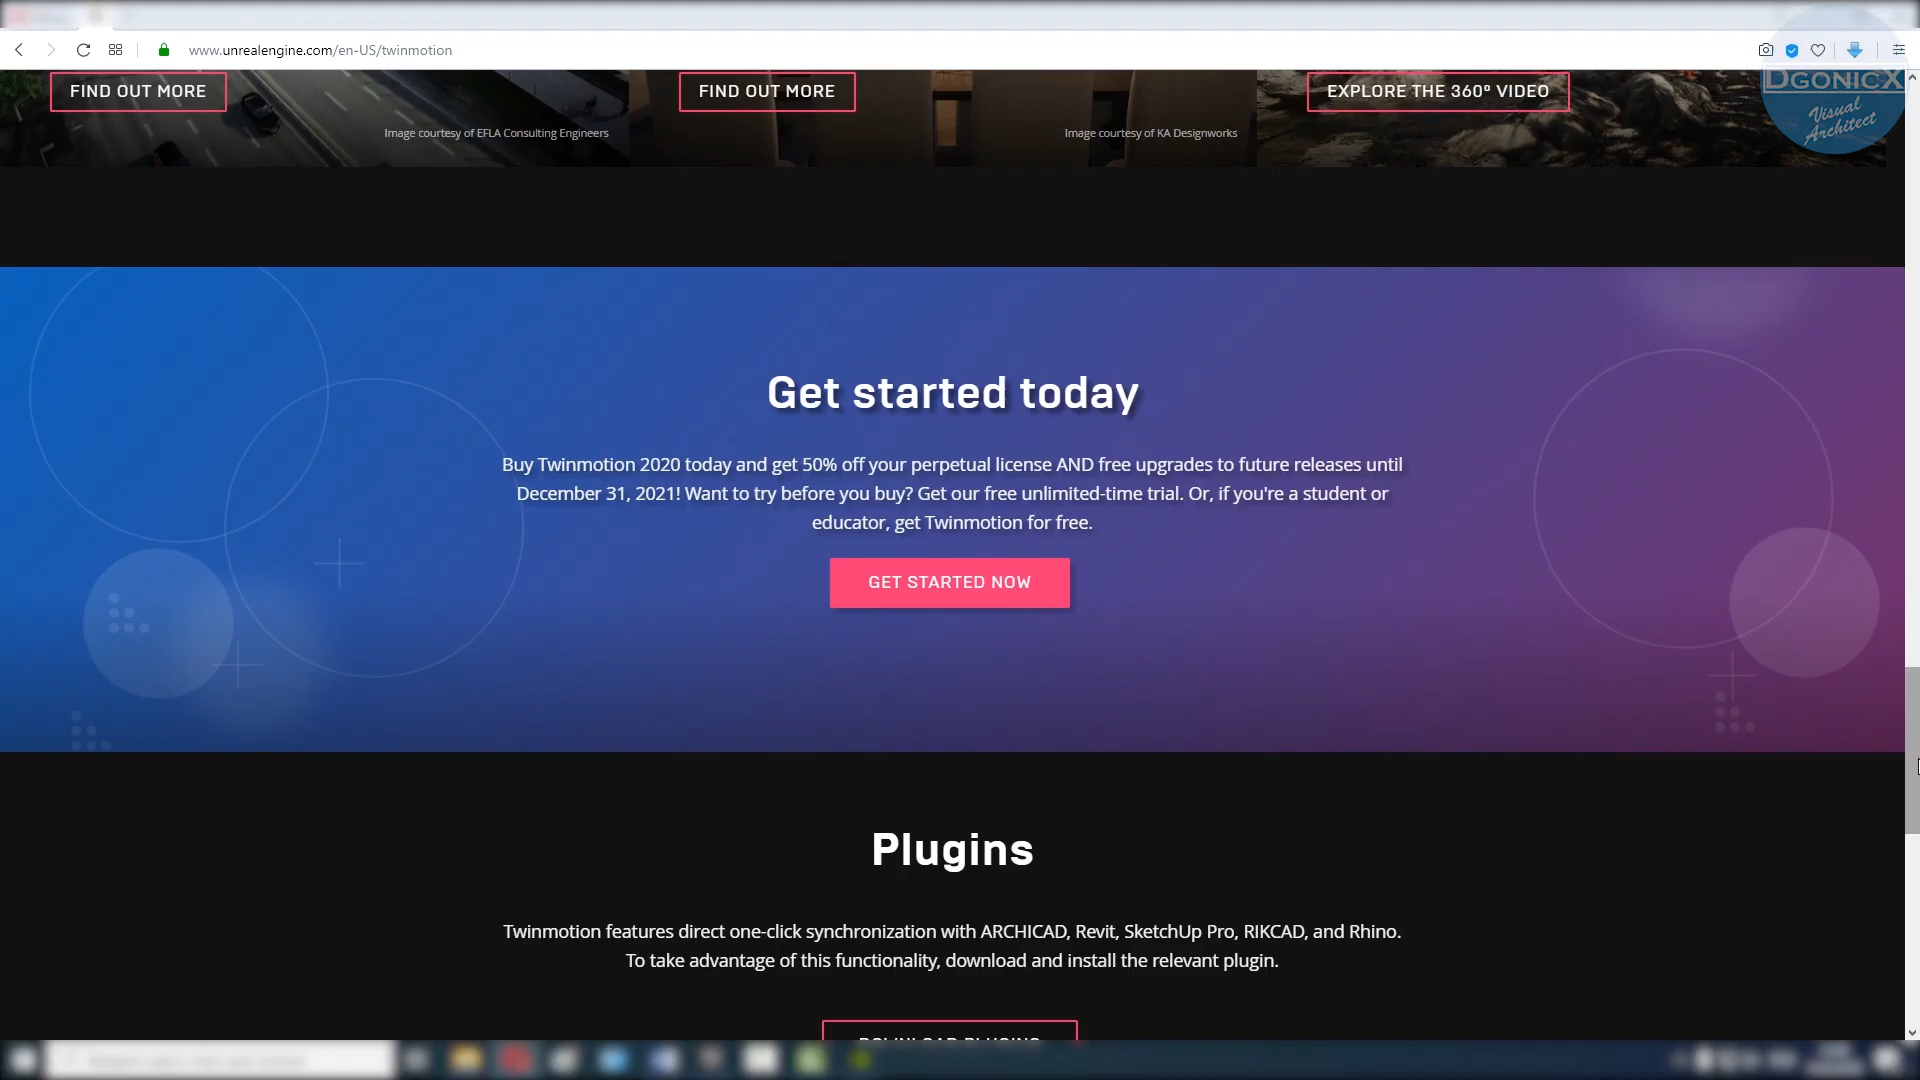 www.unrealengine.com/en-US/twinmotion
DGONICX
Visual
Architect
FIND OUT MORE
FIND OUT MORE
EXPLORE THE 360° VIDEO
Image courtesy of EFLA Consulting Engineers
Image courtesy of KA Designworks
Get started today
Buy Twinmotion 2020 today and get 50% off your perpetual license AND free upgrades to future releases until
December 31, 2021! Want to try before you buy? Get our free unlimited-time trial. Or, if you're a student or
educator, get Twinmotion for free.
GET STARTED NOW
Plugins
Twinmotion features direct one-click synchronization with ARCHICAD, Revit, SketchUp Pro, RIKCAD, and Rhino.
To take advantage of this functionality, download and install the relevant plugin.
DOWNLOAD PLUGINS